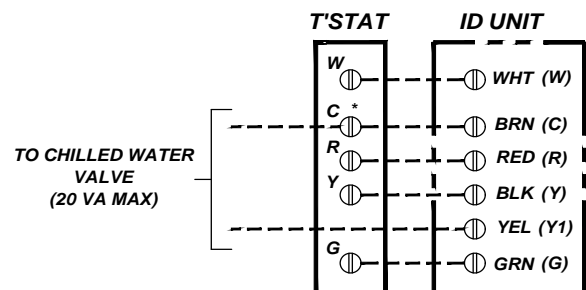 T'STAT ID UNIT
W WHT (W)
C * BRN (C)
R RED (R)
Y BLK (Y)
YEL (Y1)
G GRN (G)
TO CHILLED WATER
VALVE
(20 VA MAX)